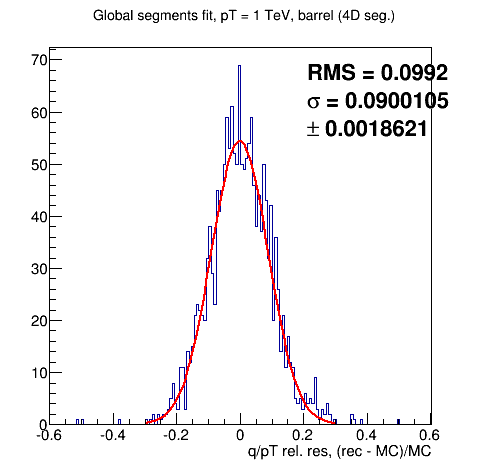 Global segments fit, pT = 1 TeV, barrel (4D seg.)
RMS = 0.0992
σ = 0.0900105
± 0.0018621
70
60
50
40
30
20
10
0
-0.6 -0.4 -0.2 0 0.2 0.4 0.6
q/pT rel. res, (rec - MC)/MC